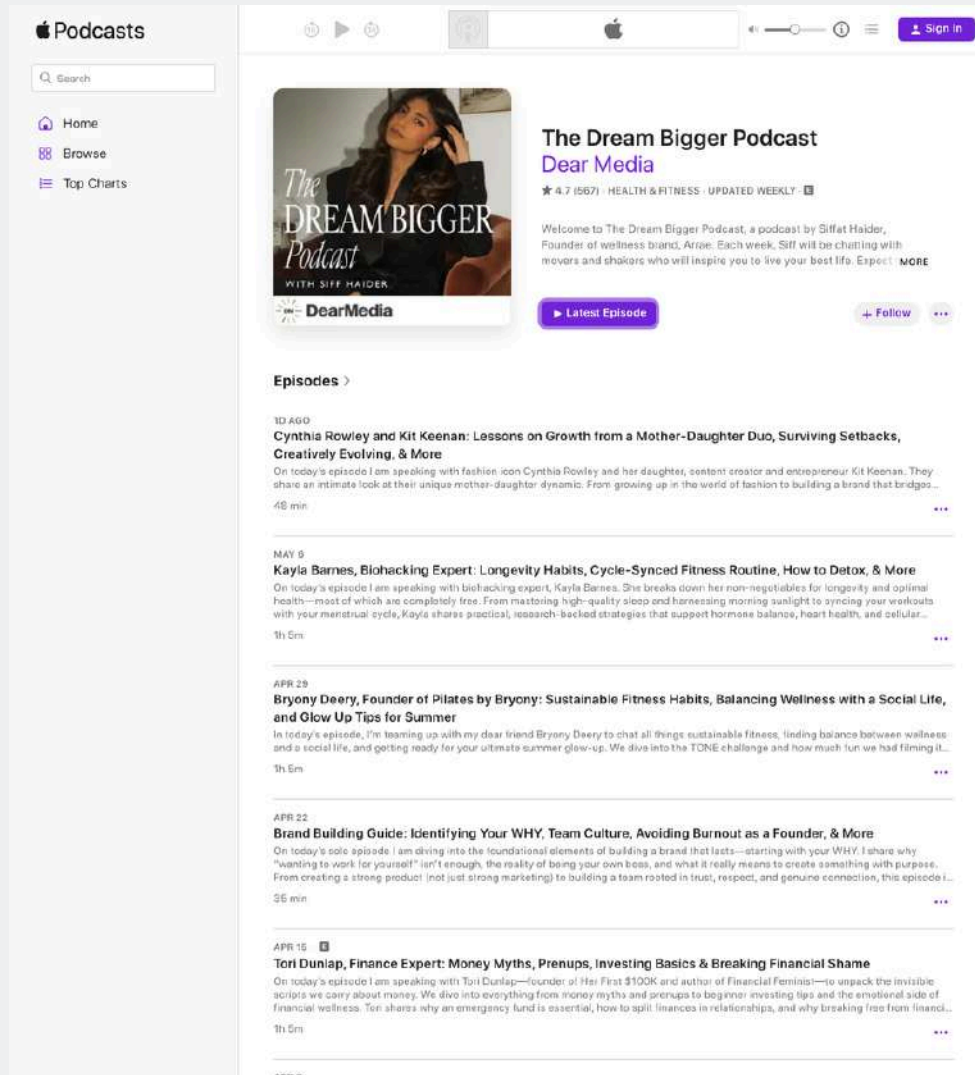 Podcasts
Search
Home
Browse
Top Charts
Sign In
The
DREAM BIGGER
Podcast
WITH SIFF HAIDER
DearMedia
The Dream Bigger Podcast
Dear Media
★ 4.7 (567) · HEALTH & FITNESS · UPDATED WEEKLY · E
Welcome to The Dream Bigger Podcast, a podcast by Siffat Haider,
Founder of wellness brand, Arrae. Each week, Siff will be chatting with
movers and shakers who will inspire you to live your best life. Expect MORE
Latest Episode
+ Follow
Episodes
1D AGO
Cynthia Rowley and Kit Keenan: Lessons on Growth from a Mother-Daughter Duo, Surviving Setbacks,
Creatively Evolving, & More
On today's episode I am speaking with fashion icon Cynthia Rowley and her daughter, content creator and entrepreneur Kit Keenan. They
share an intimate look at their unique mother-daughter dynamic. From growing up in the world of fashion to building a brand that bridges...
48 min
MAY 6
Kayla Barnes, Biohacking Expert: Longevity Habits, Cycle-Synced Fitness Routine, How to Detox, & More
On today's episode I am speaking with biohacking expert, Kayla Barnes. She breaks down her non-negotiables for longevity and optimal
health—most of which are completely free. From mastering high-quality sleep and harnessing morning sunlight to syncing your workouts
with your menstrual cycle, Kayla shares practical, research-backed strategies that support hormone balance, heart health, and cellular...
1h 5m
APR 29
Bryony Deery, Founder of Pilates by Bryony: Sustainable Fitness Habits, Balancing Wellness with a Social Life,
and Glow Up Tips for Summer
In today's episode, I'm teaming up with my dear friend Bryony Deery to chat all things sustainable fitness, finding balance between wellness
and a social life, and getting ready for your ultimate summer glow-up. We dive into the TONE challenge and how much fun we had filming it...
1h 5m
APR 22
Brand Building Guide: Identifying Your WHY, Team Culture, Avoiding Burnout as a Founder, & More
On today's solo episode I am diving into the foundational elements of building a brand that lasts—starting with your WHY. I share why
"wanting to work for yourself" isn't enough, the reality of being your own boss, and what it really means to create something with purpose.
From creating a strong product (not just strong marketing) to building a team rooted in trust, respect, and genuine connection, this episode i...
35 min
APR 15 E
Tori Dunlap, Finance Expert: Money Myths, Prenups, Investing Basics & Breaking Financial Shame
On today's episode I am speaking with Tori Dunlap—founder of Her First $100K and author of Financial Feminist—to unpack the invisible
scripts we carry about money. We dive into everything from money myths and prenups to beginner investing tips and the emotional side of
financial wellness. Tori shares why an emergency fund is essential, how to split finances in relationships, and why breaking free from financi...
1h 5m